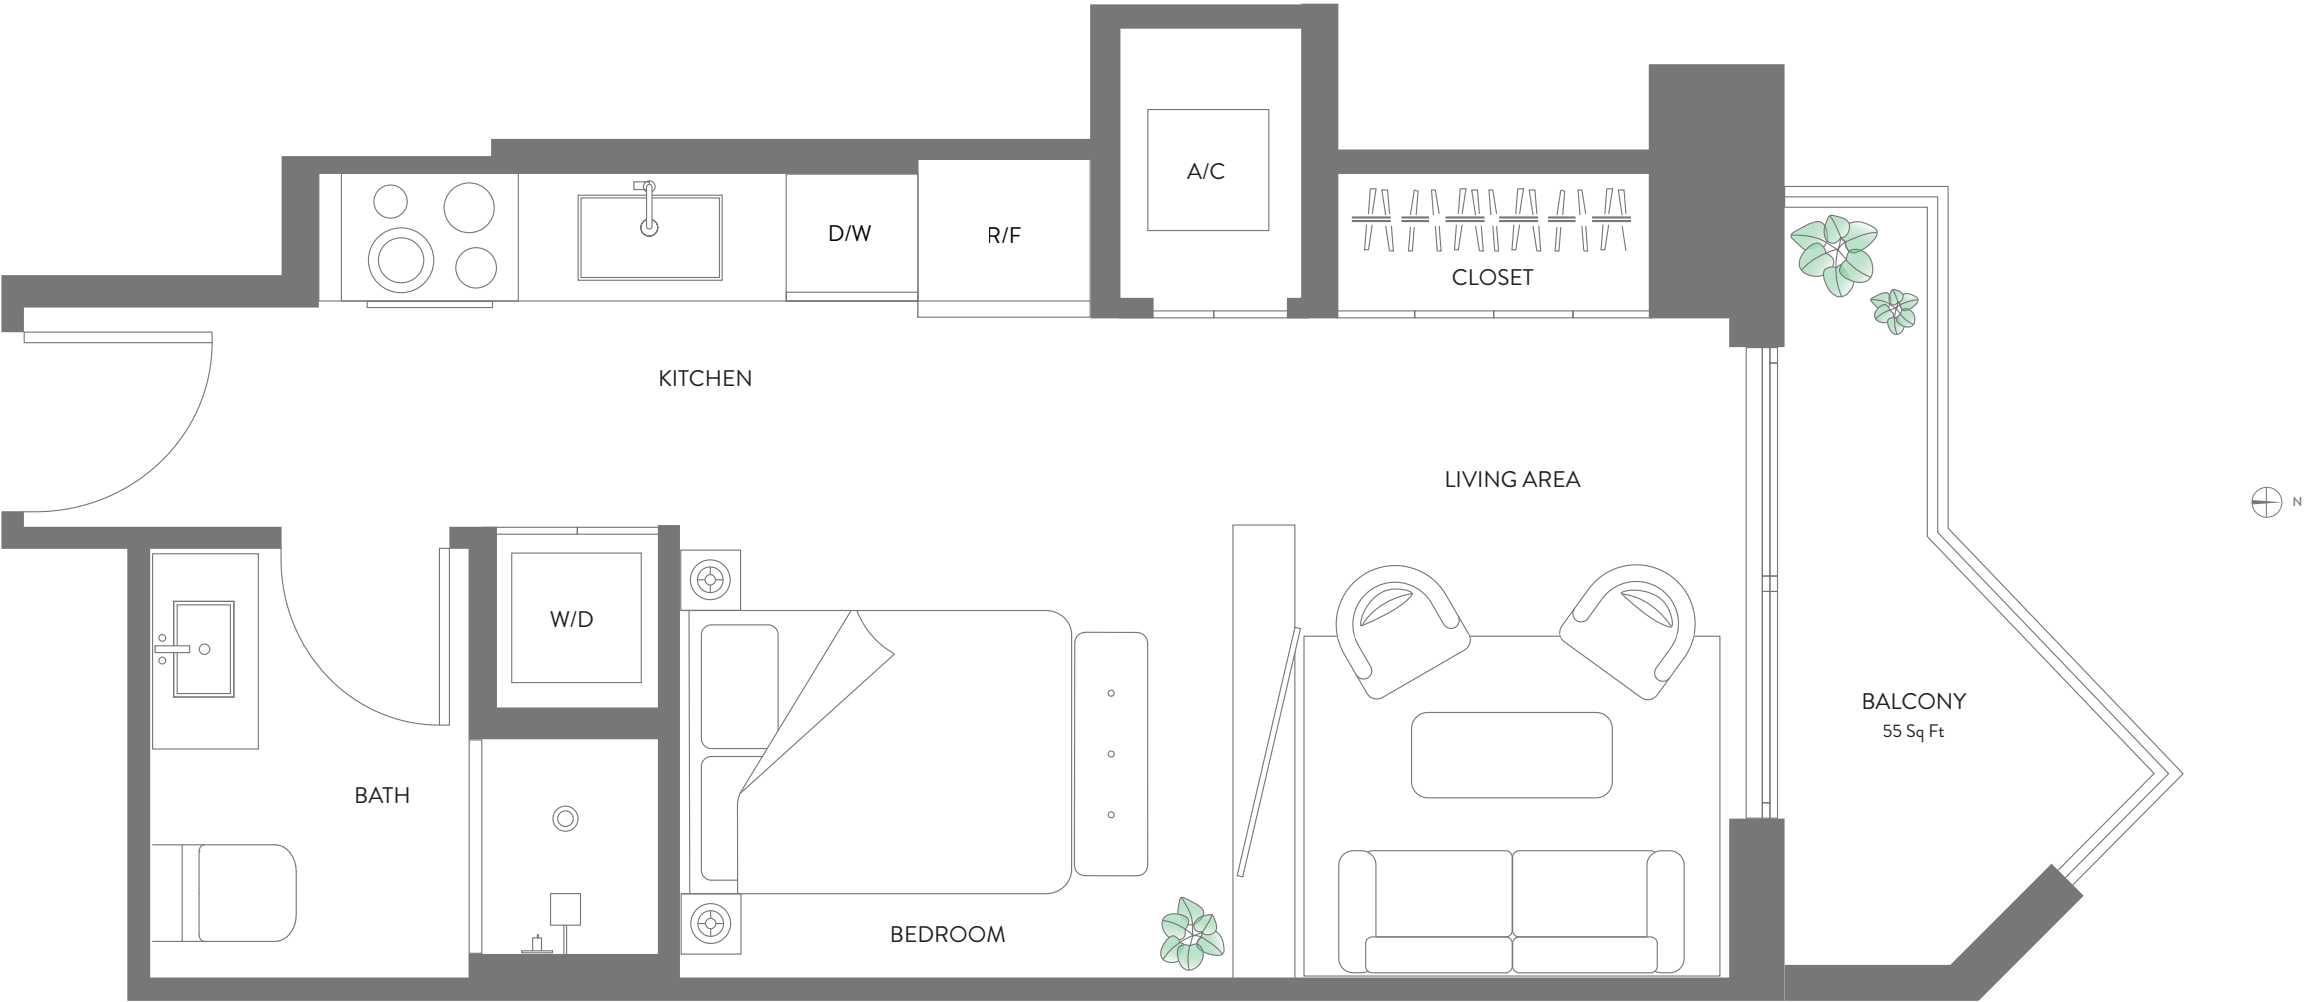 A/C
D/W
R/F
CLOSET
KITCHEN
LIVING AREA
N
W/D
BALCONY
55 Sq Ft
BATH
BEDROOM